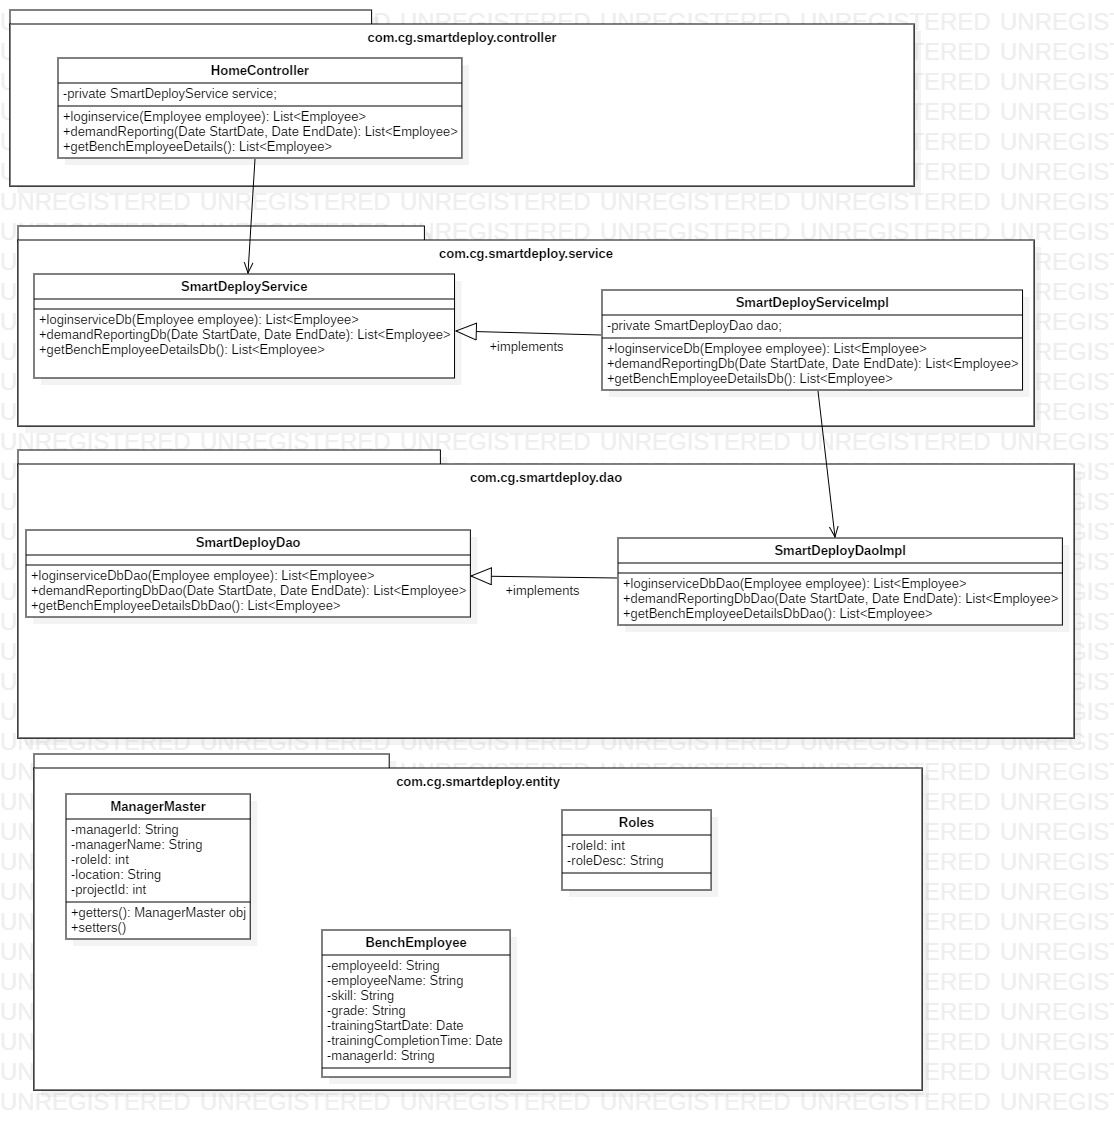 com.cg.smartdeploy.controller
HomeController
-private SmartDeployService service;
+loginservice(Employee employee): List<Employee>
+demandReporting(Date StartDate, Date EndDate): List<Employee>
+getBenchEmployeeDetails(): List<Employee>
com.cg.smartdeploy.service
SmartDeployService
+loginserviceDb(Employee employee): List<Employee>
+demandReportingDb(Date StartDate, Date EndDate): List<Employee>
+getBenchEmployeeDetailsDb(): List<Employee>
+implements
SmartDeployServiceImpl
-private SmartDeployDao dao;
+loginserviceDb(Employee employee): List<Employee>
+demandReportingDb(Date StartDate, Date EndDate): List<Employee>
+getBenchEmployeeDetailsDb(): List<Employee>
UNREGISTERED UNREGISTERED UNREGISTERED UNREGISTERED UNREGISTERED UNREGIST
com.cg.smartdeploy.dao
SmartDeployDao
+loginserviceDbDao(Employee employee): List<Employee>
+demandReportingDbDao(Date StartDate, Date EndDate): List<Employee>
+getBenchEmployeeDetailsDbDao(): List<Employee>
+implements
SmartDeployDaoImpl
+loginserviceDbDao(Employee employee): List<Employee>
+demandReportingDbDao(Date StartDate, Date EndDate): List<Employee>
+getBenchEmployeeDetailsDbDao(): List<Employee>
com.cg.smartdeploy.entity
ManagerMaster
-managerId: String
-managerName: String
-roleId: int
-location: String
-projectId: int
+getters(): ManagerMaster obj
+setters()
Roles
-roleId: int
-roleDesc: String
BenchEmployee
-employeeId: String
-employeeName: String
-skill: String
-grade: String
-trainingStartDate: Date
-trainingCompletionTime: Date
-managerId: String
UNREGISTERED UNREGISTERED UNREGISTERED UNREGISTERED UNREGISTERED UNREGIST